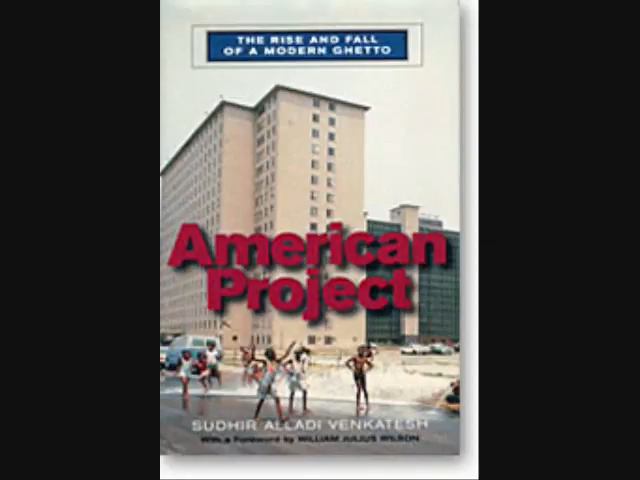 THE RISE AND FALL
OF A MODERN GHETTO
American
Project
SUDHIR ALLADI VENKATESH
With a Foreword by WILLIAM JULIUS WILSON